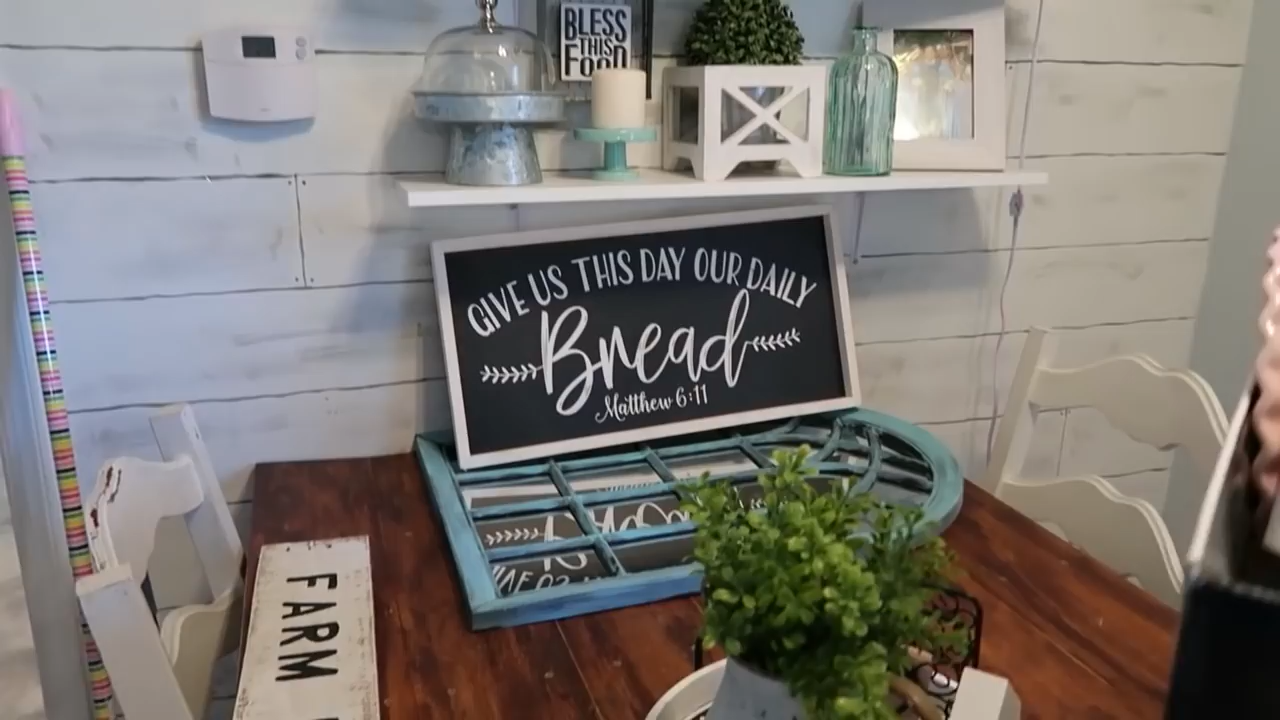 BLESS
THIS
FOOD
GIVE US THIS DAY OUR DAILY
Bread
Matthew 6:11
FARM